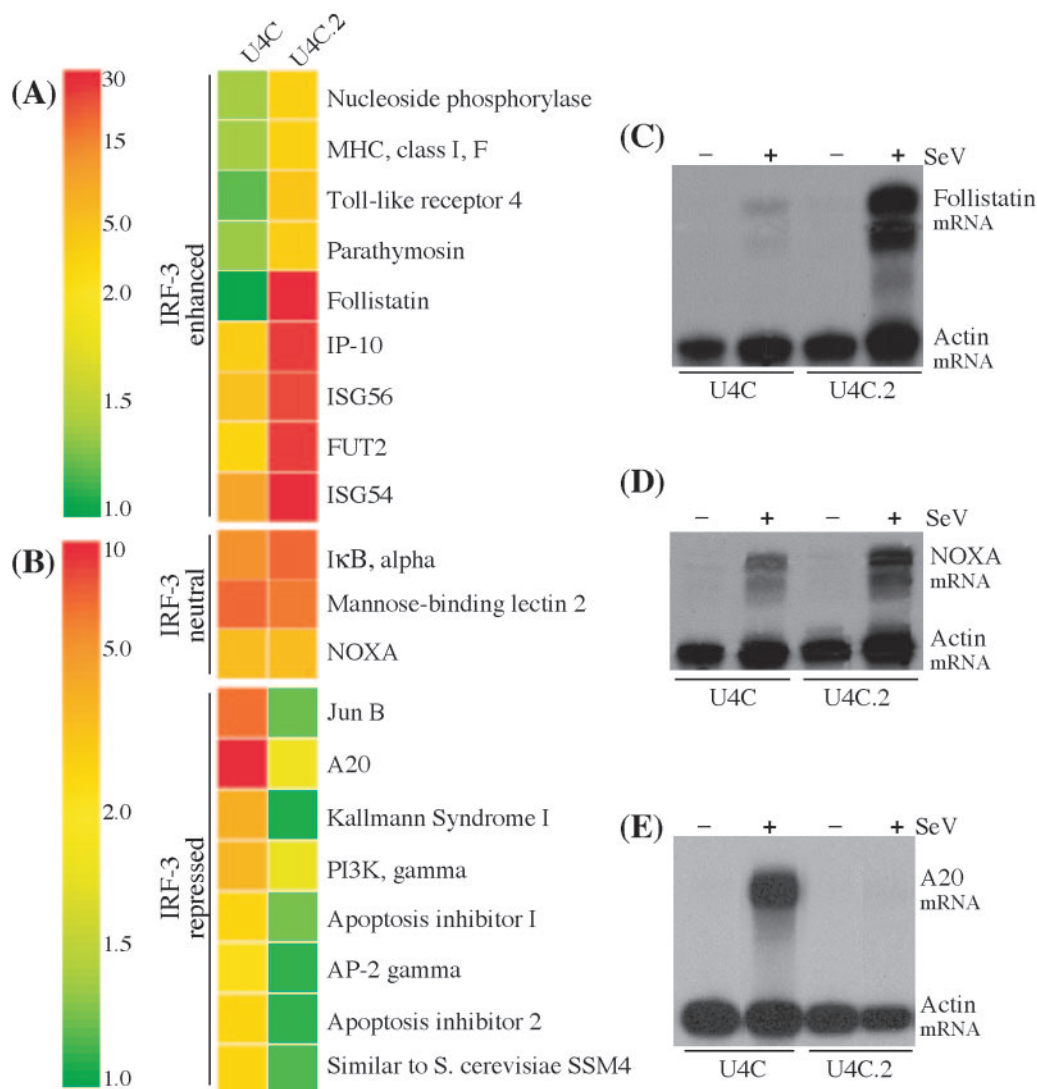 U4C
U4C.2
(A)
30
15
5.0
2.0
1.5
1.0
IRF-3
enhanced
Nucleoside phosphorylase
MHC, class I, F
Toll-like receptor 4
Parathymosin
Follistatin
IP-10
ISG56
FUT2
ISG54
(B)
10
5.0
2.0
1.5
1.0
IRF-3
neutral
IκB, alpha
Mannose-binding lectin 2
NOXA
IRF-3
repressed
Jun B
A20
Kallmann Syndrome I
PI3K, gamma
Apoptosis inhibitor I
AP-2 gamma
Apoptosis inhibitor 2
Similar to S. cerevisiae SSM4
(C)
– + – + SeV
Follistatin
mRNA
Actin
mRNA
U4C U4C.2
(D)
– + – + SeV
NOXA
mRNA
Actin
mRNA
U4C U4C.2
(E)
– + – + SeV
A20
mRNA
Actin
mRNA
U4C U4C.2